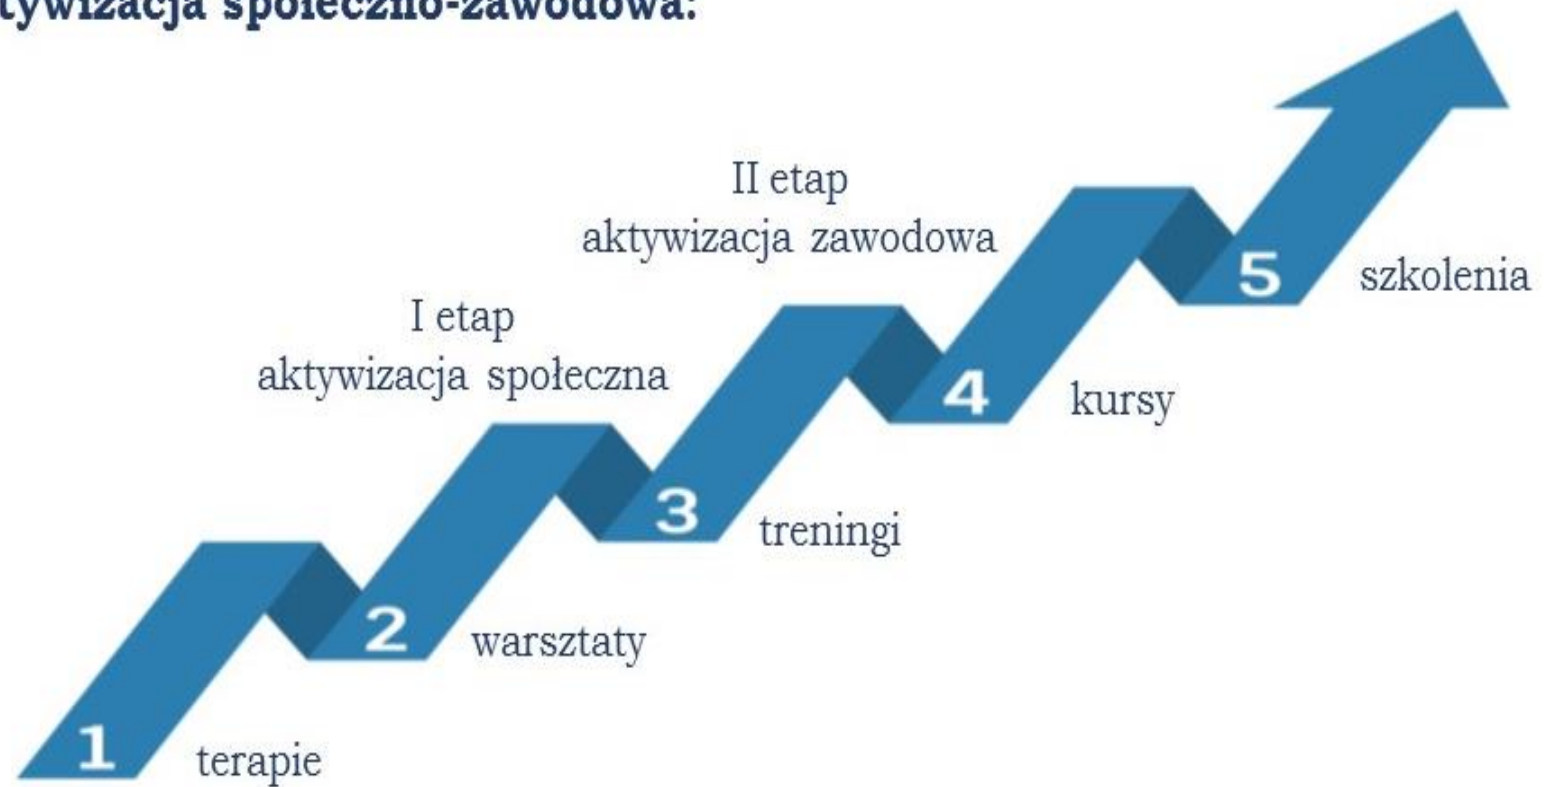 tywizacja społeczno-zawodowa:
II etap
aktywizacja zawodowa
5
szkolenia
I etap
aktywizacja społeczna
4
kursy
3
treningi
2
warsztaty
1
terapie